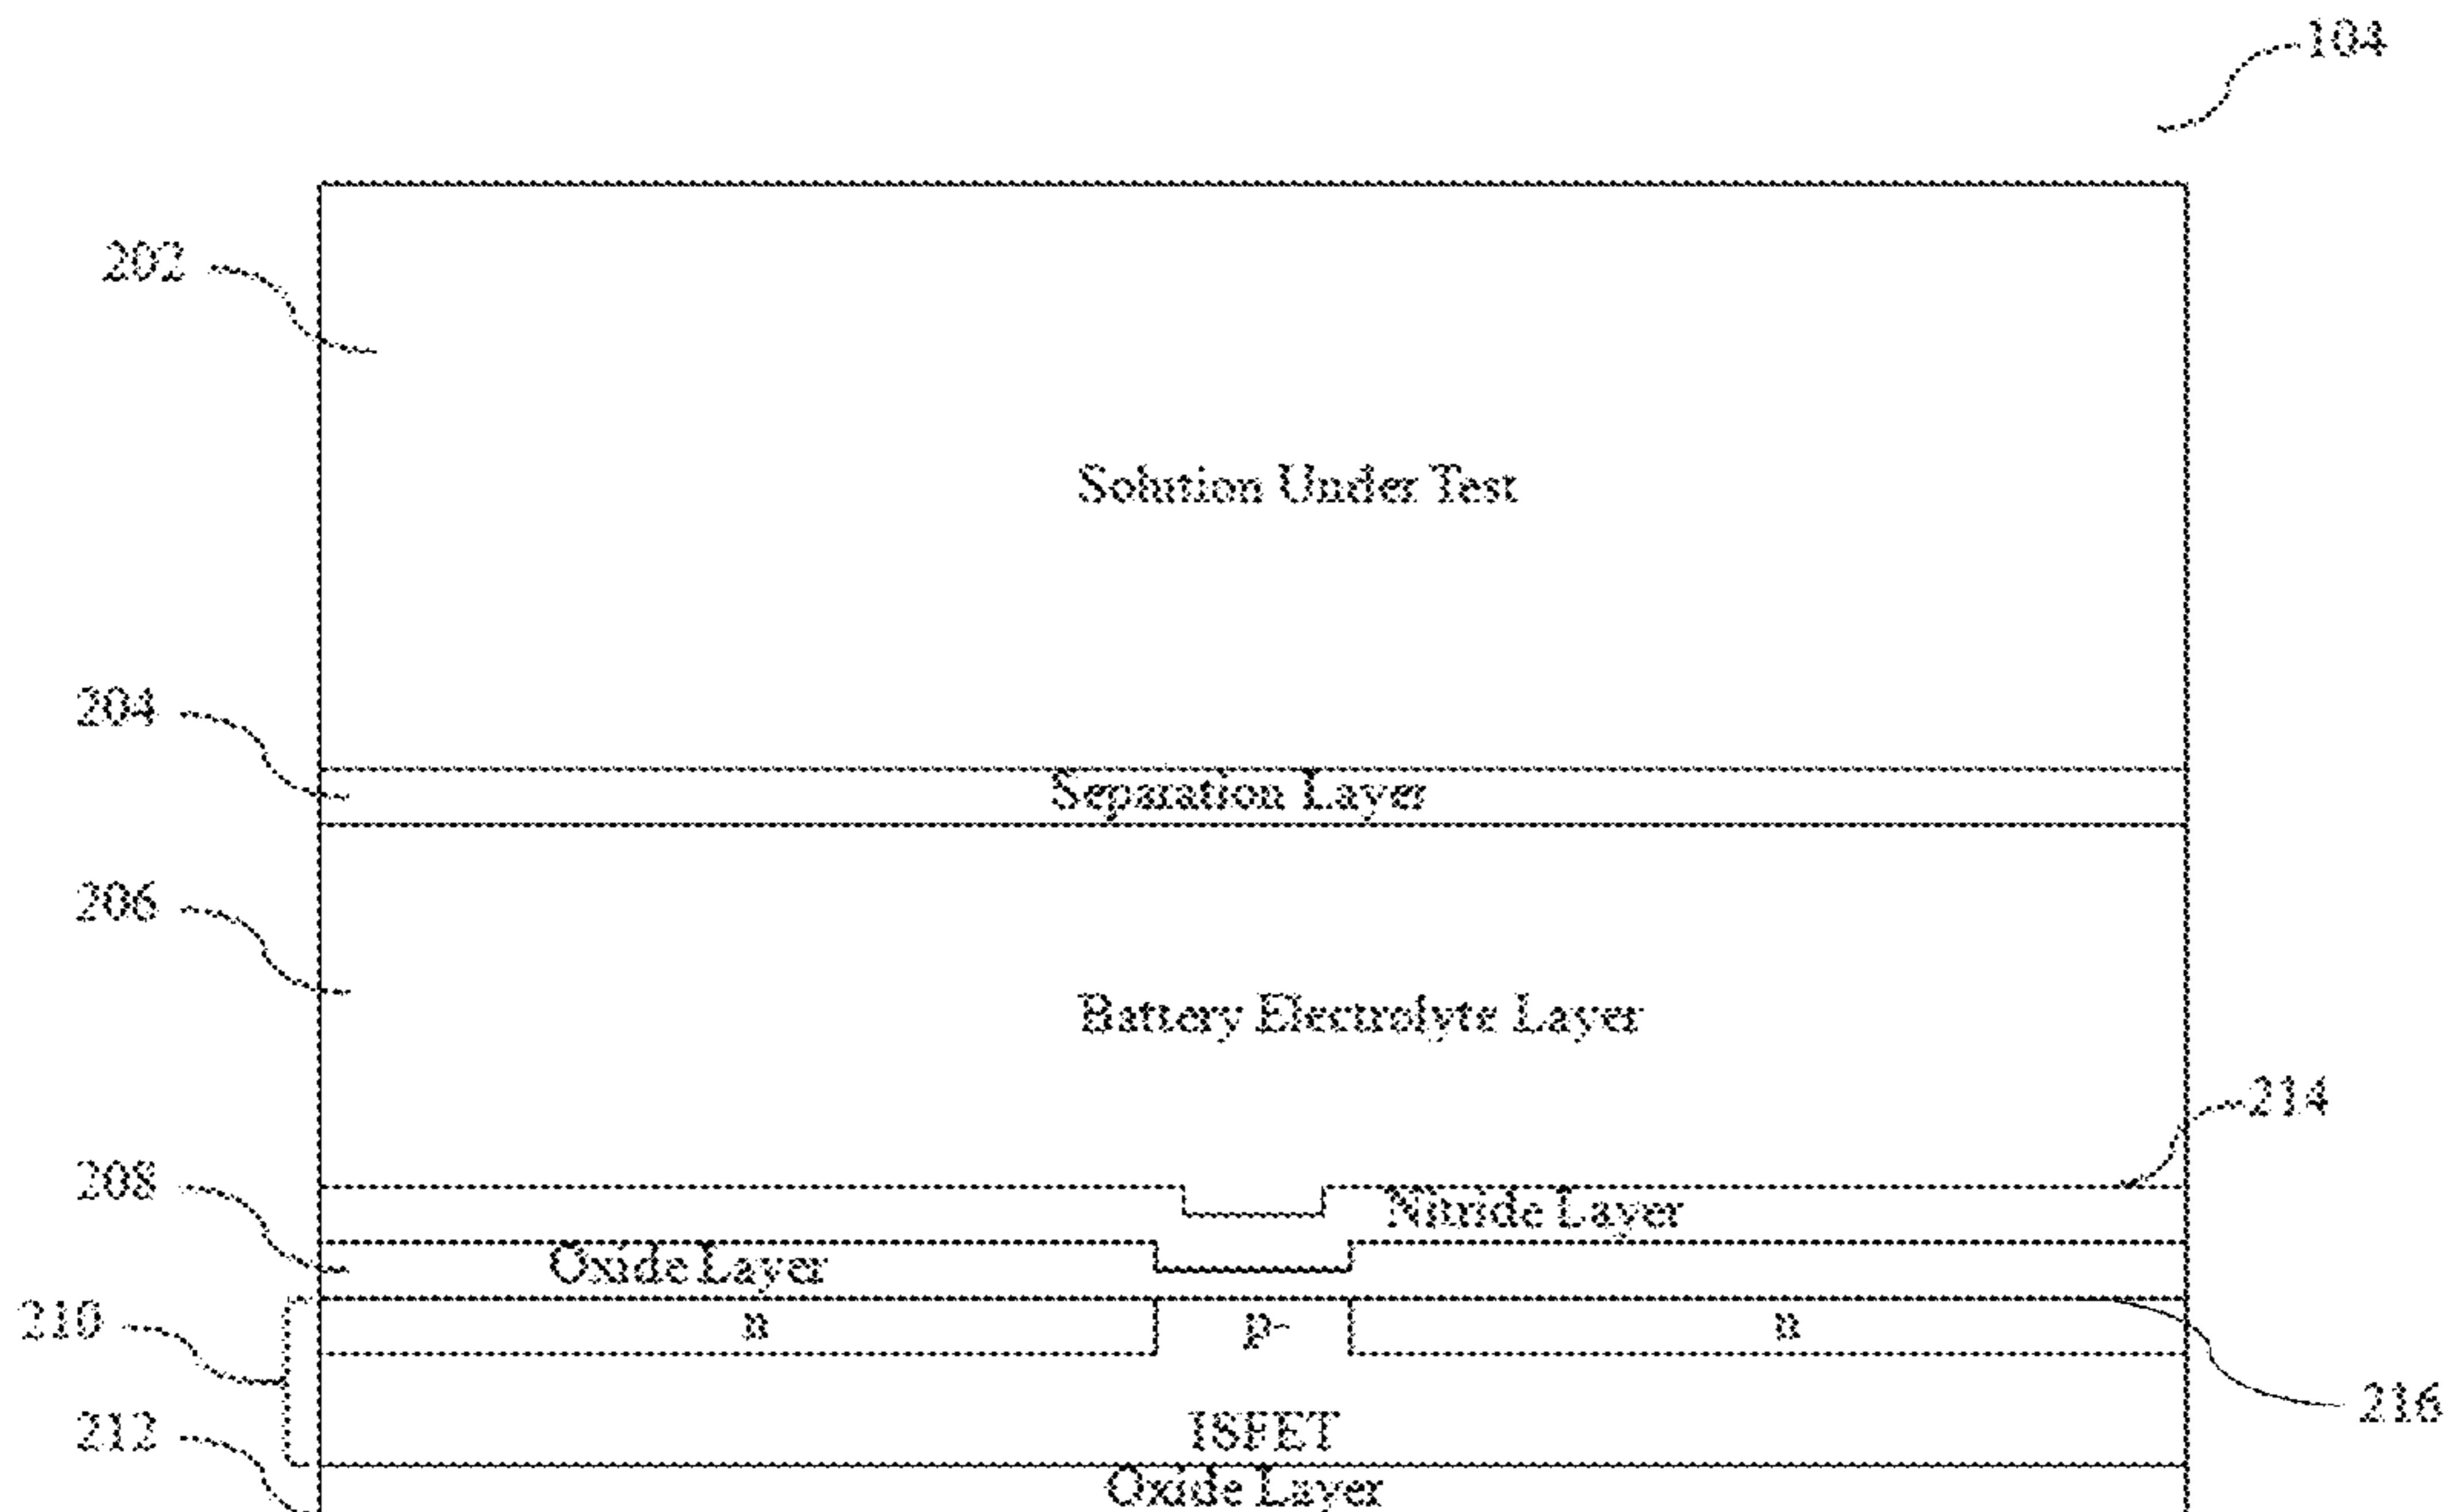 104
202
Solution Under Test
204
Separation Layer
206
Battery Electrolyte Layer
214
208
Nitride Layer
Oxide Layer
210
n
p-
n
216
212
ISFET
Oxide Layer